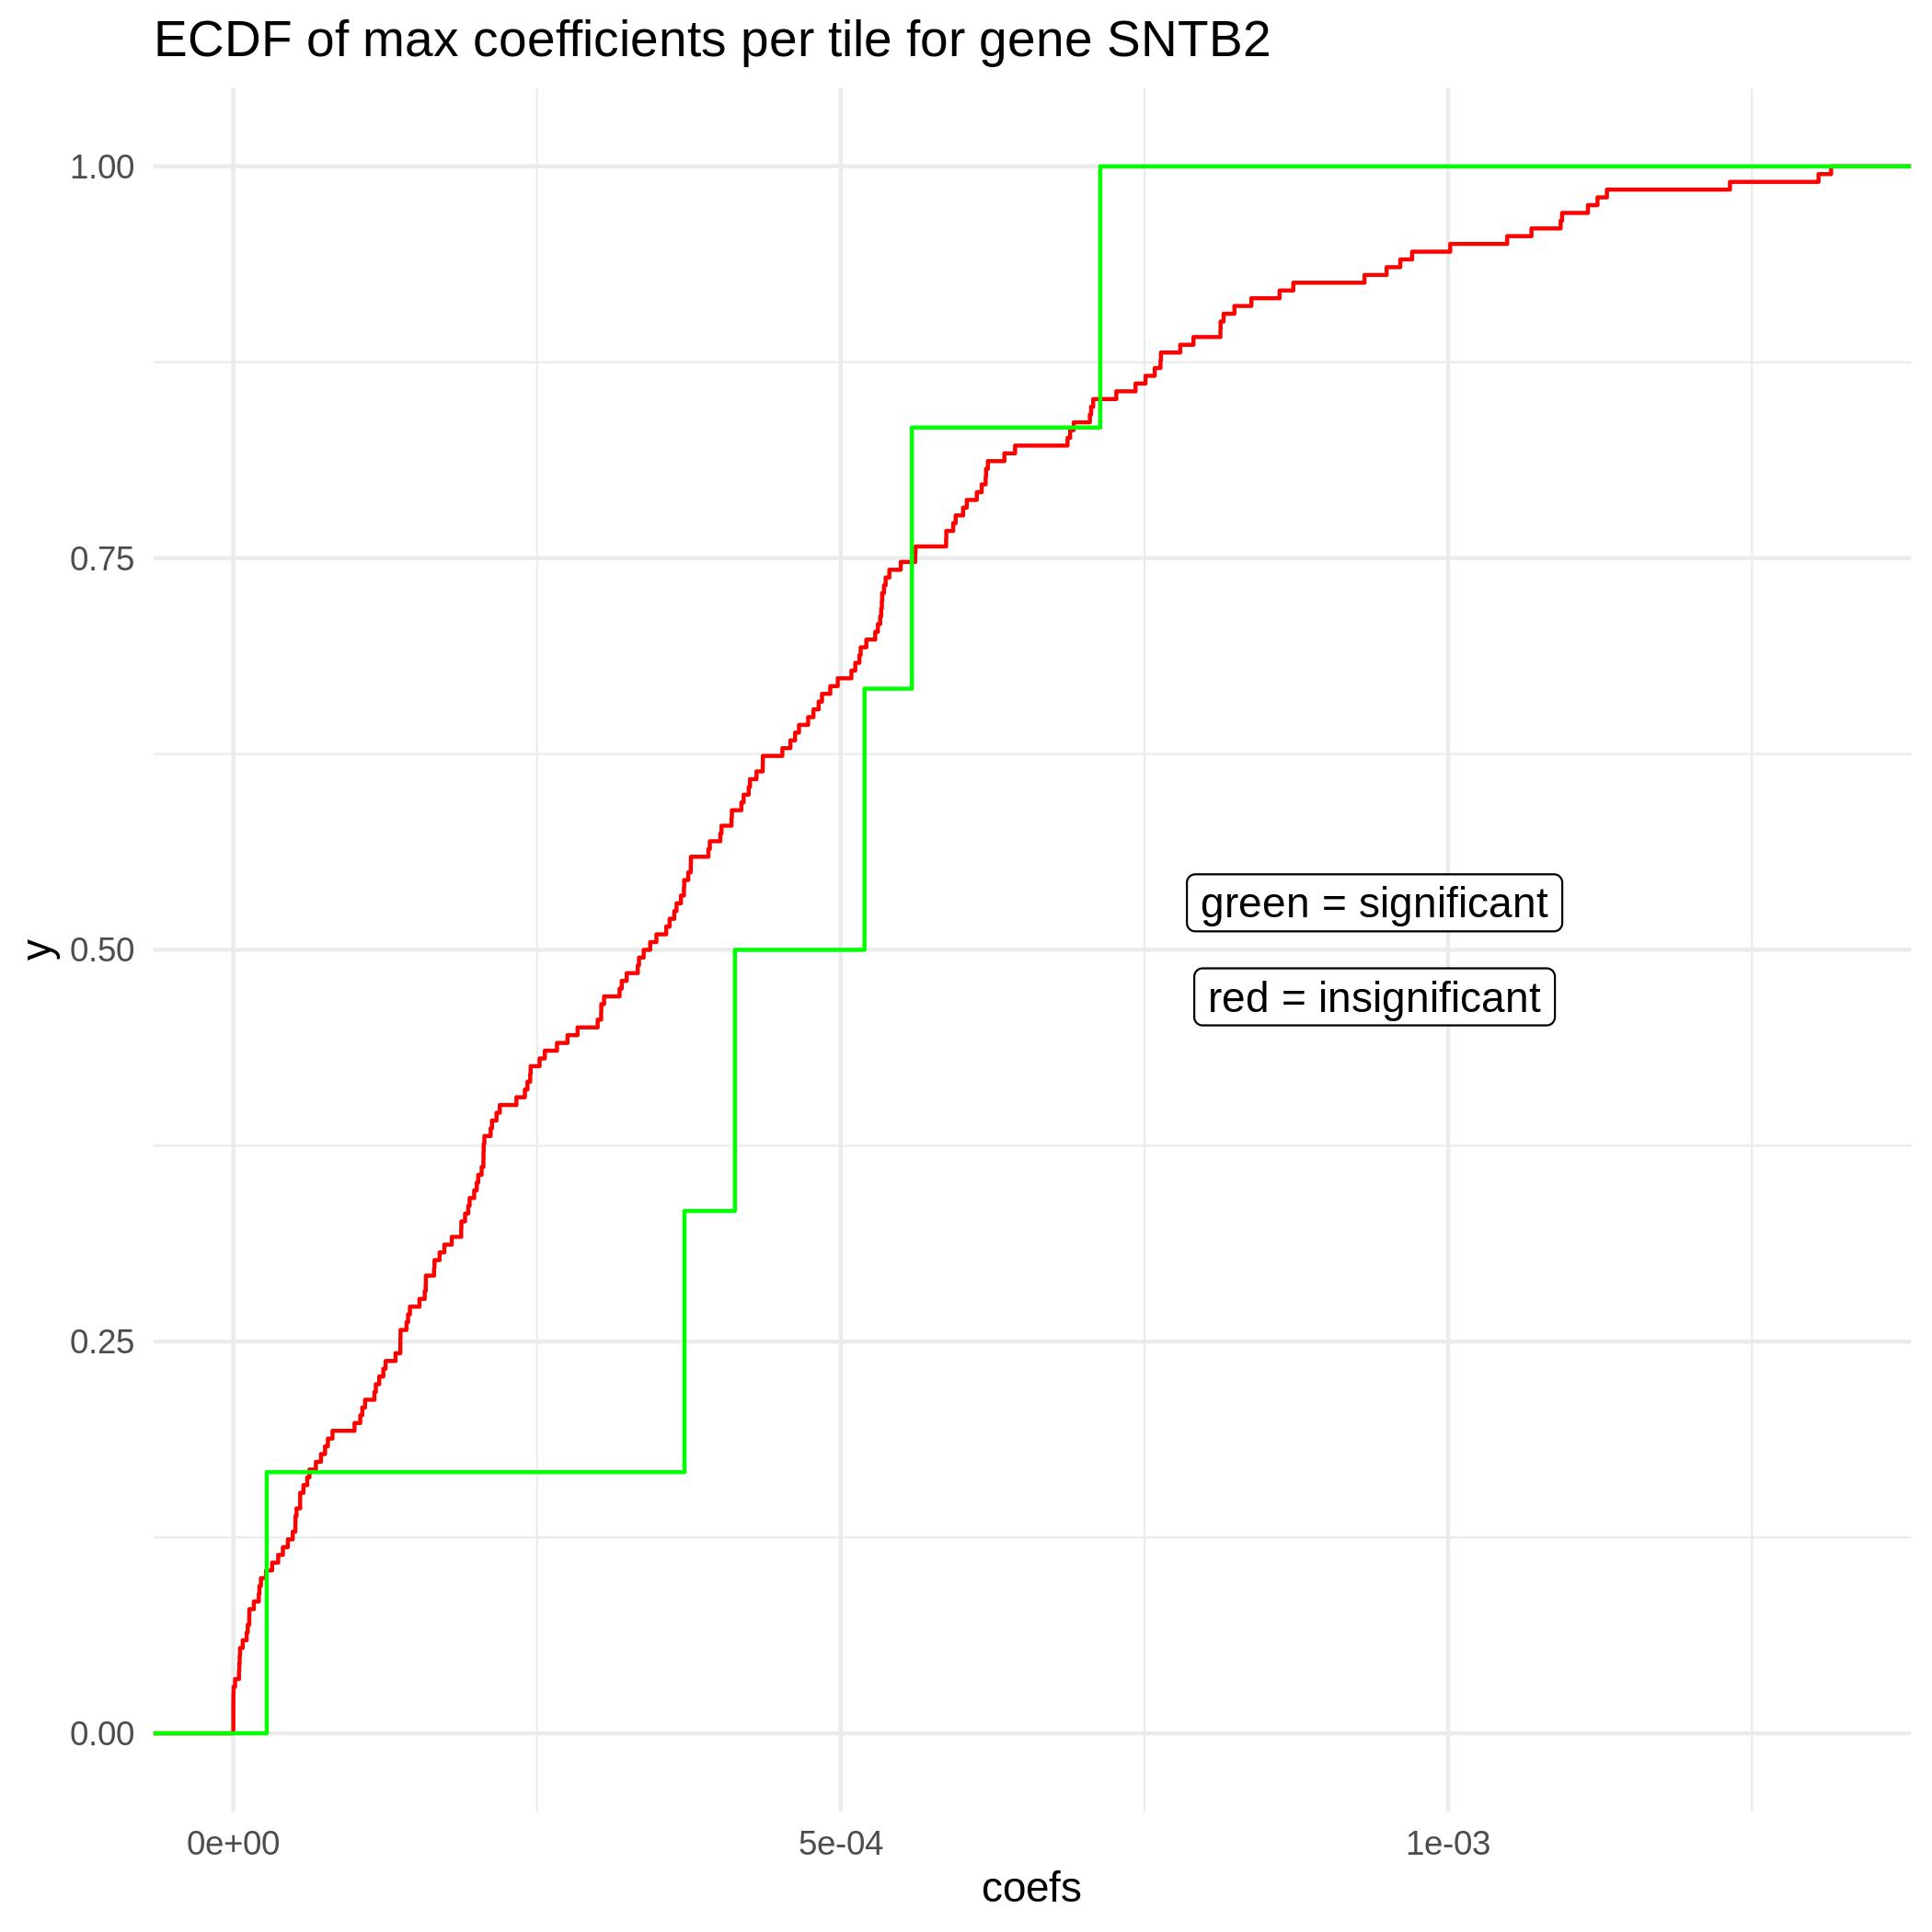 ECDF of max coefficients per tile for gene SNTB2
1.00
0.75
0.50
0.25
0.00
y
green = significant
red = insignificant
0e+00
5e-04
1e-03
coefs